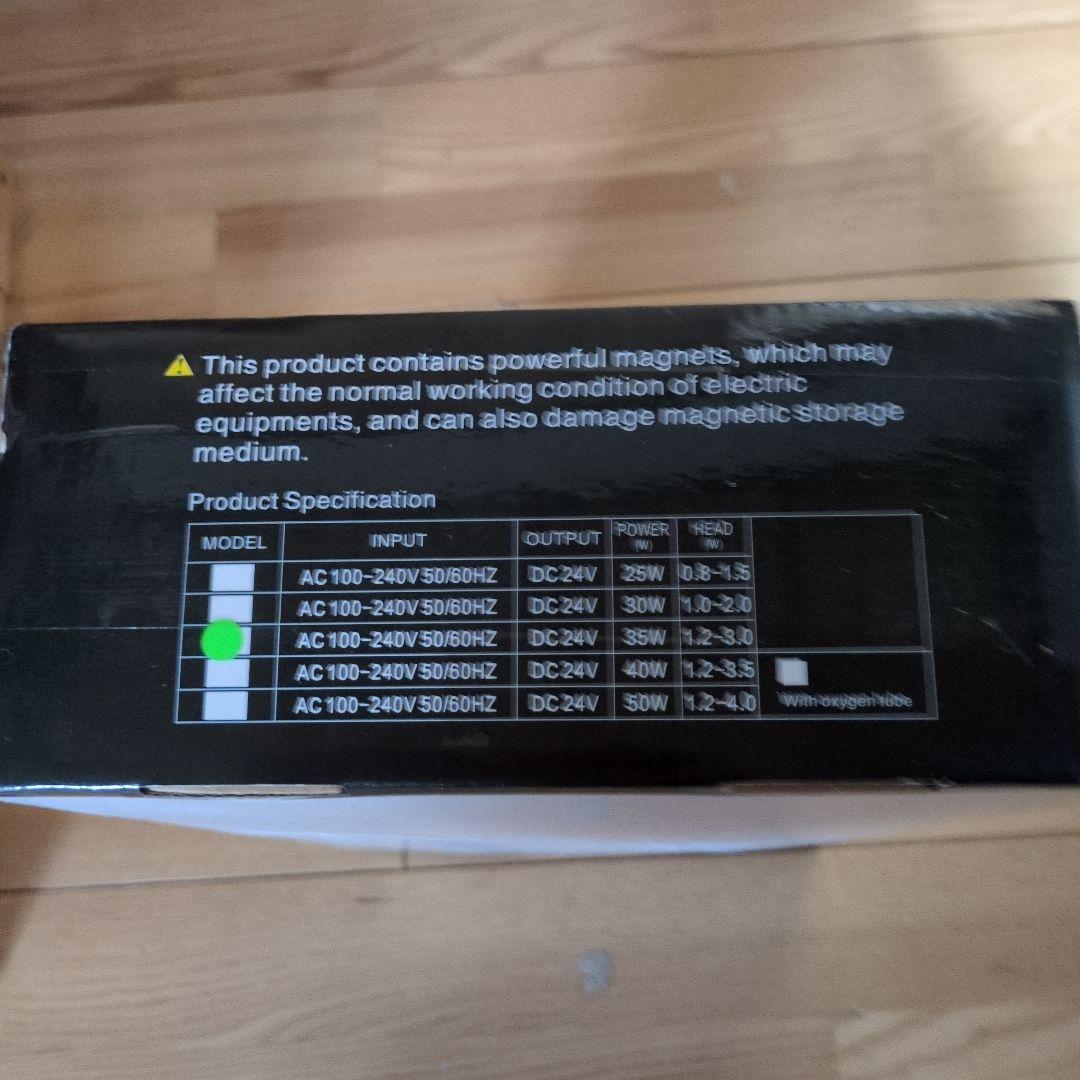 This product contains powerful magnets, which may
affect the normal working condition of electric
equipments, and can also damage magnetic storage
medium.
Product Specification
MODEL INPUT OUTPUT POWER (W) HEAD (W)
AC 100-240V 50/60HZ DC 24V 25W 0.8-1.5
AC 100-240V 50/60HZ DC 24V 30W 1.0-2.0
AC 100-240V 50/60HZ DC 24V 35W 1.2-3.0
AC 100-240V 50/60HZ DC 24V 40W 1.2-3.5
AC 100-240V 50/60HZ DC 24V 50W 1.2-4.0
With oxygen tube